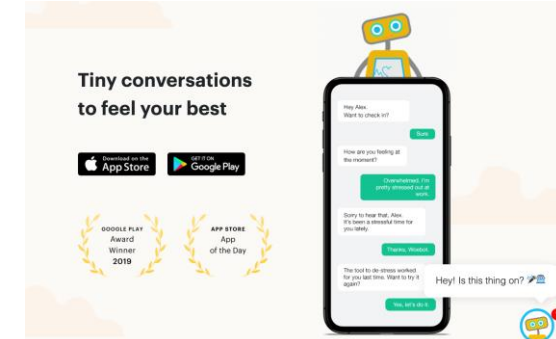 Tiny conversations
to feel your best
Download on the
App Store
GET IT ON
Google Play
GOOGLE PLAY
Award
Winner
2019
APP STORE
App
of the Day
Hey Alex.
Want to check in?
Sure.
How are you feeling at
the moment?
Overwhelmed. I'm
pretty stressed out at
work.
Sorry to hear that, Alex.
It's been a stressful time for
you lately.
Thanks, Woebot.
The tool to de-stress worked
for you last time. Want to try it
again?
Yes, let's do it.
Hey! Is this thing on?